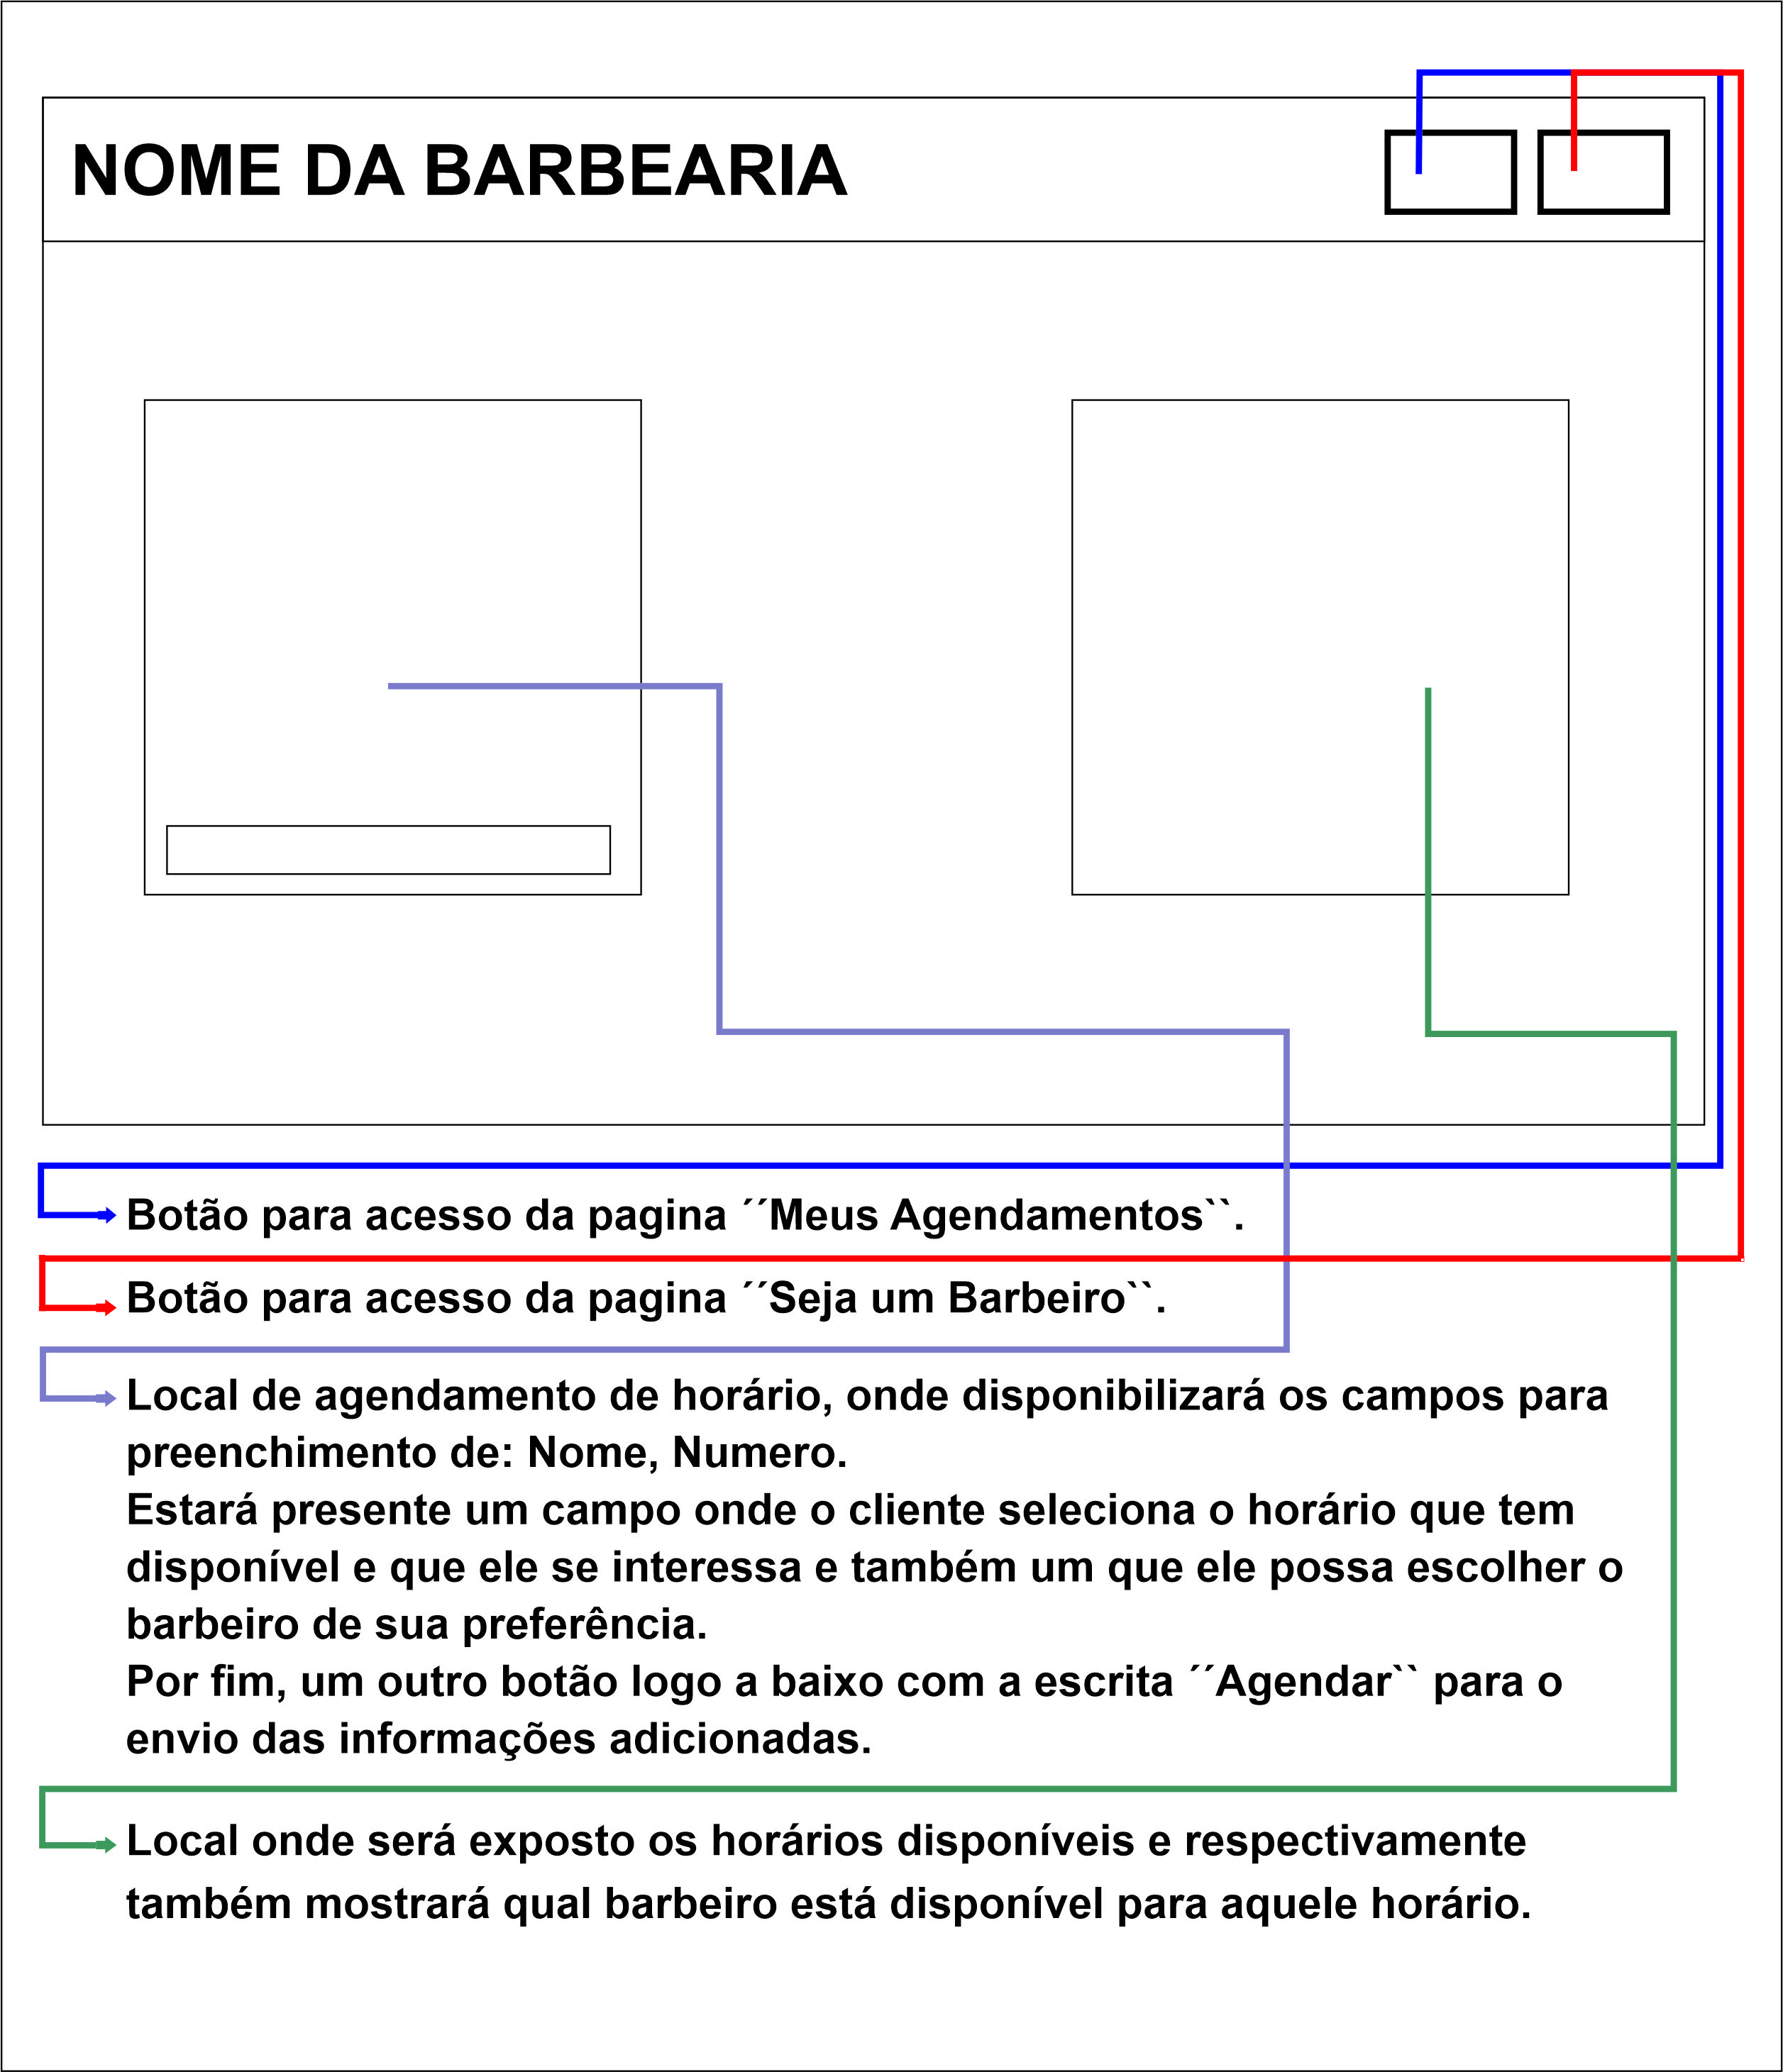 NOME DA BARBEARIA
Botão para acesso da pagina ´´Meus Agendamentos``.
Botão para acesso da pagina ´´Seja um Barbeiro``.
Local de agendamento de horário, onde disponibilizará os campos para
preenchimento de: Nome, Numero.
Estará presente um campo onde o cliente seleciona o horário que tem
disponível e que ele se interessa e também um que ele possa escolher o
barbeiro de sua preferência.
Por fim, um outro botão logo a baixo com a escrita ´´Agendar`` para o
envio das informações adicionadas.
Local onde será exposto os horários disponíveis e respectivamente
também mostrará qual barbeiro está disponível para aquele horário.